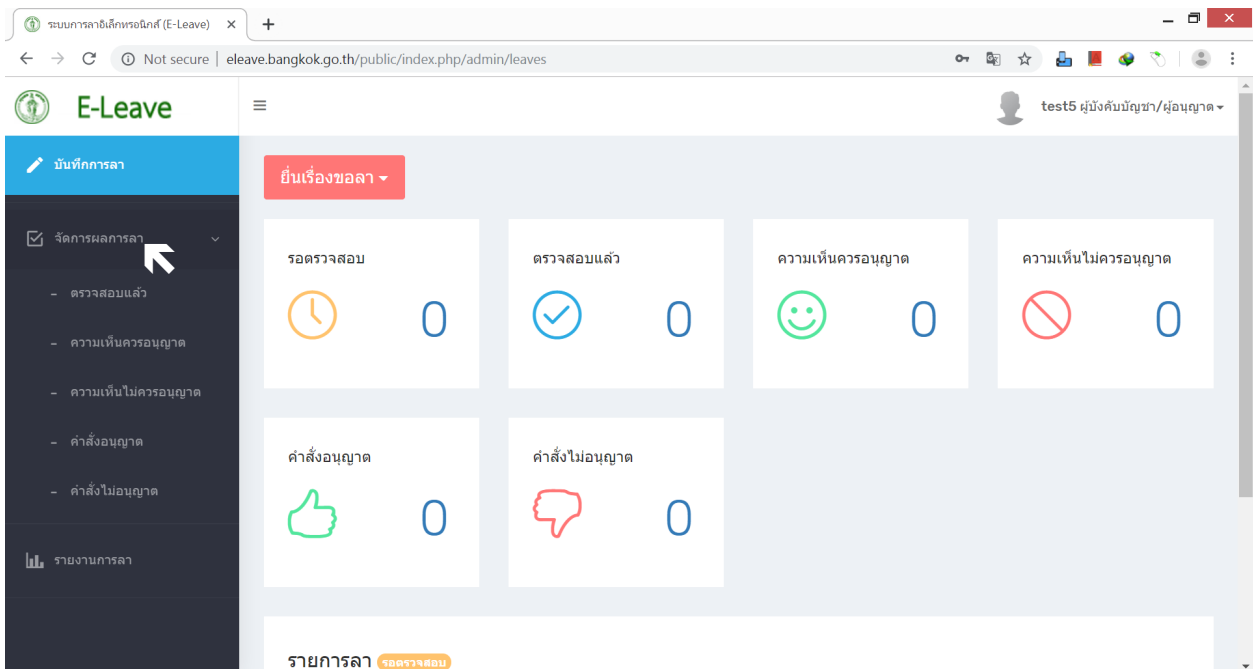 ระบบการลาอิเล็กทรอนิกส์ (E-Leave)
Not secure | eleave.bangkok.go.th/public/index.php/admin/leaves
E-Leave
test5 ผู้บังคับบัญชา/ผู้อนุญาต
บันทึกการลา
จัดการผลการลา
– ตรวจสอบแล้ว
– ความเห็นควรอนุญาต
– ความเห็นไม่ควรอนุญาต
– คำสั่งอนุญาต
– คำสั่งไม่อนุญาต
รายงานการลา
ยื่นเรื่องขอลา
รอตรวจสอบ
0
ตรวจสอบแล้ว
0
ความเห็นควรอนุญาต
0
ความเห็นไม่ควรอนุญาต
0
คำสั่งอนุญาต
0
คำสั่งไม่อนุญาต
0
รายการลา รอตรวจสอบ